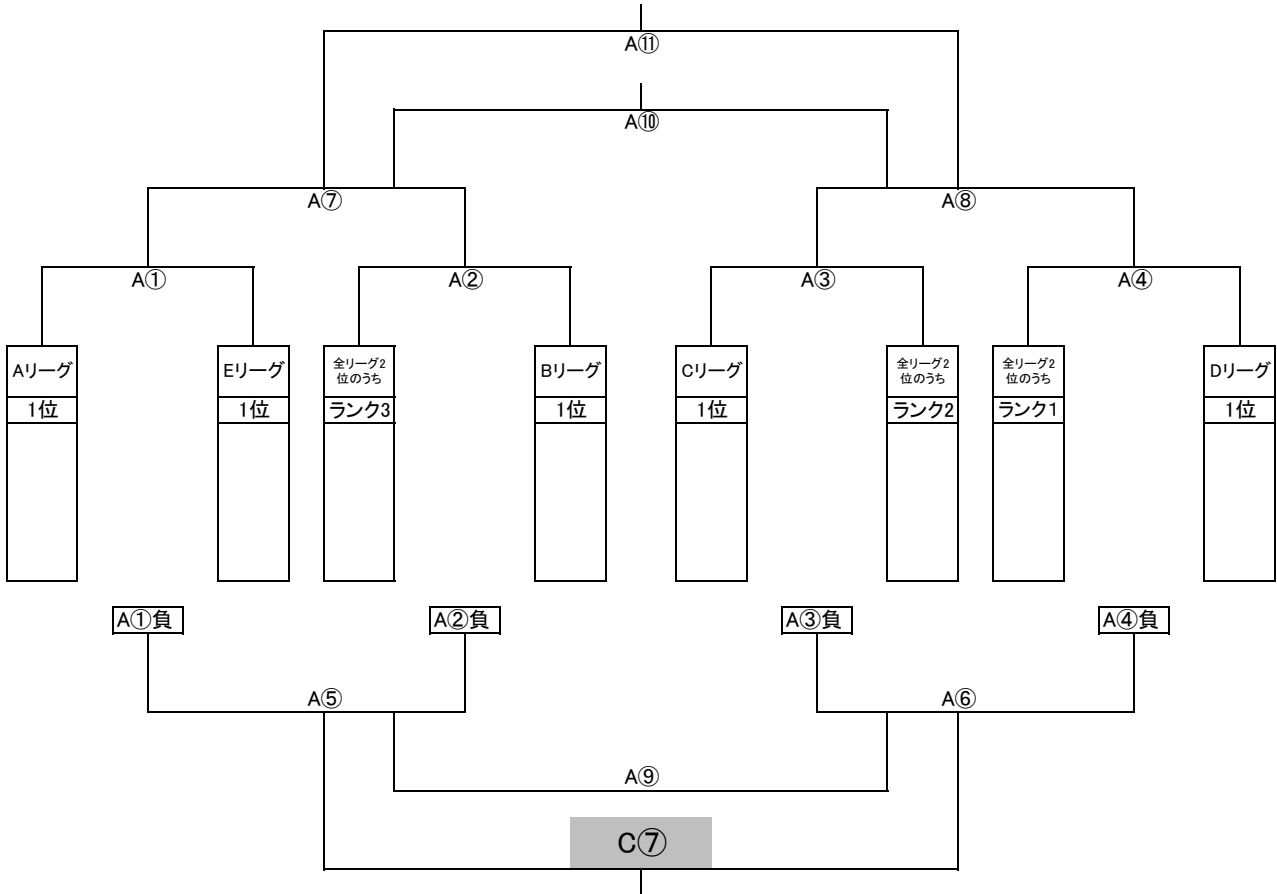 A⑪
A⑩
A⑦
A⑧
A①
A②
A③
A④
Aリーグ
1位
Eリーグ
1位
全リーグ2
位のうち
ランク3
Bリーグ
1位
Cリーグ
1位
全リーグ2
位のうち
ランク2
全リーグ2
位のうち
ランク1
Dリーグ
1位
A①負
A②負
A③負
A④負
A⑤
A⑥
A⑨
C⑦